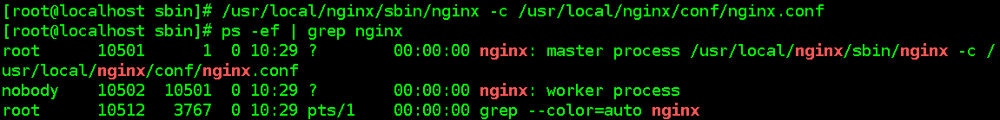 [root@localhost sbin]# /usr/local/nginx/sbin/nginx -c /usr/local/nginx/conf/nginx.conf
[root@localhost sbin]# ps -ef | grep nginx
root     10501     1  0 10:29 ?        00:00:00 nginx: master process /usr/local/nginx/sbin/nginx -c /
usr/local/nginx/conf/nginx.conf
nobody   10502 10501  0 10:29 ?        00:00:00 nginx: worker process
root     10512  3767  0 10:29 pts/1    00:00:00 grep --color=auto nginx